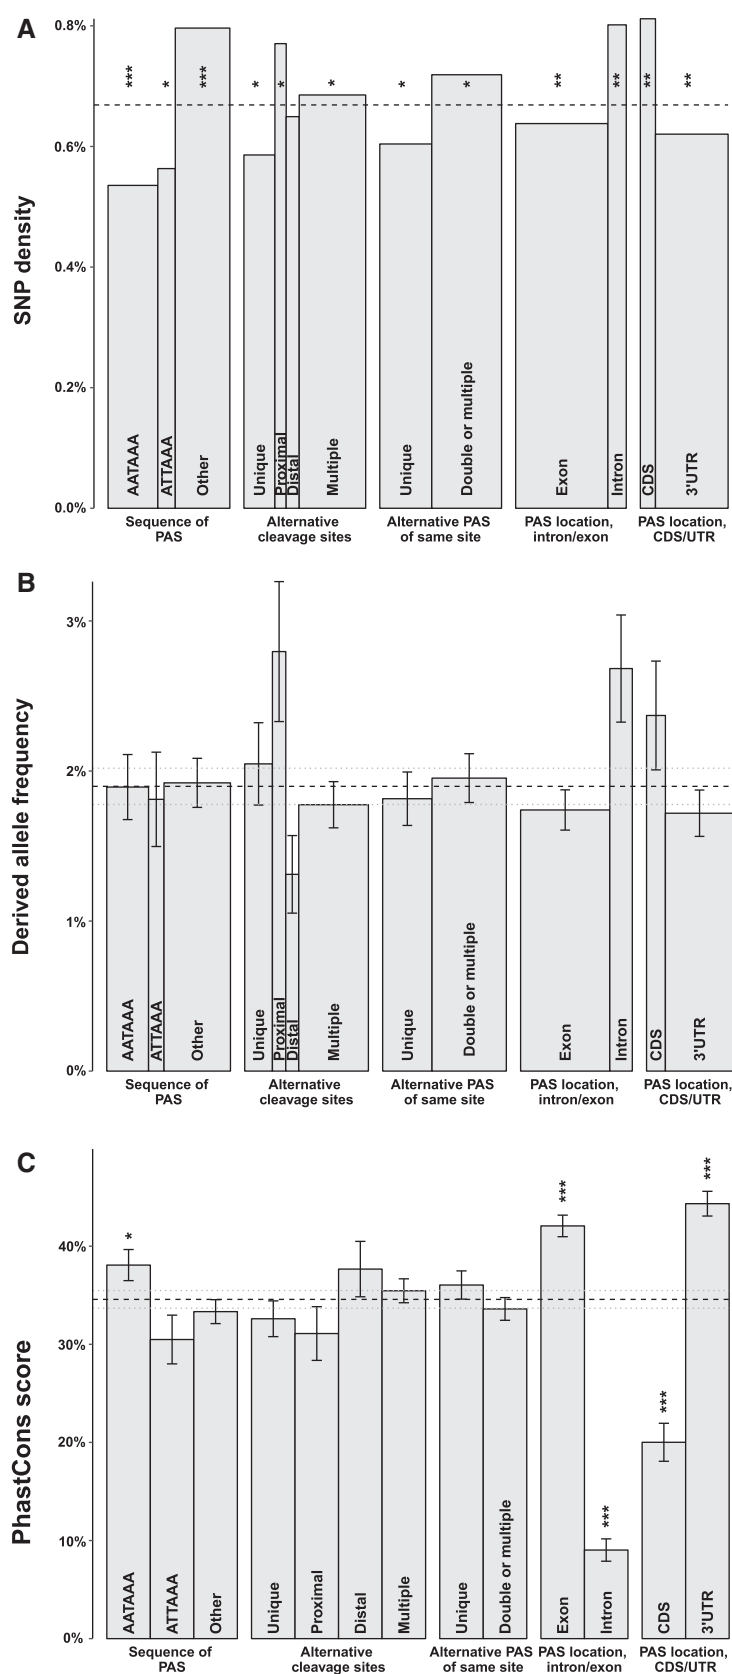 A
SNP density
0.8%
0.6%
0.4%
0.2%
0.0%
*** * *** * * * * * ** ** ** **
AATAAA
ATTAAA
Other
Unique
Proximal
Distal
Multiple
Unique
Double or multiple
Exon
Intron
CDS
3'UTR
Sequence of
PAS
Alternative
cleavage sites
Alternative PAS
of same site
PAS location,
intron/exon
PAS location,
CDS/UTR
B
Derived allele frequency
3%
2%
1%
0%
AATAAA
ATTAAA
Other
Unique
Proximal
Distal
Multiple
Unique
Double or multiple
Exon
Intron
CDS
3'UTR
Sequence of
PAS
Alternative
cleavage sites
Alternative PAS
of same site
PAS location,
intron/exon
PAS location,
CDS/UTR
C
PhastCons score
40%
30%
20%
10%
0%
* *** *** *** ***
AATAAA
ATTAAA
Other
Unique
Proximal
Distal
Multiple
Unique
Double or multiple
Exon
Intron
CDS
3'UTR
Sequence of
PAS
Alternative
cleavage sites
Alternative PAS
of same site
PAS location,
intron/exon
PAS location,
CDS/UTR